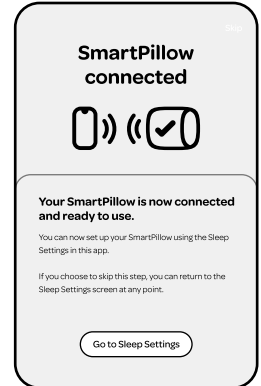 Skip
SmartPillow
connected
Your SmartPillow is now connected
and ready to use.
You can now set up your SmartPillow using the Sleep
Settings in this app.
If you choose to skip this step, you can return to the
Sleep Settings screen at any point.
Go to Sleep Settings